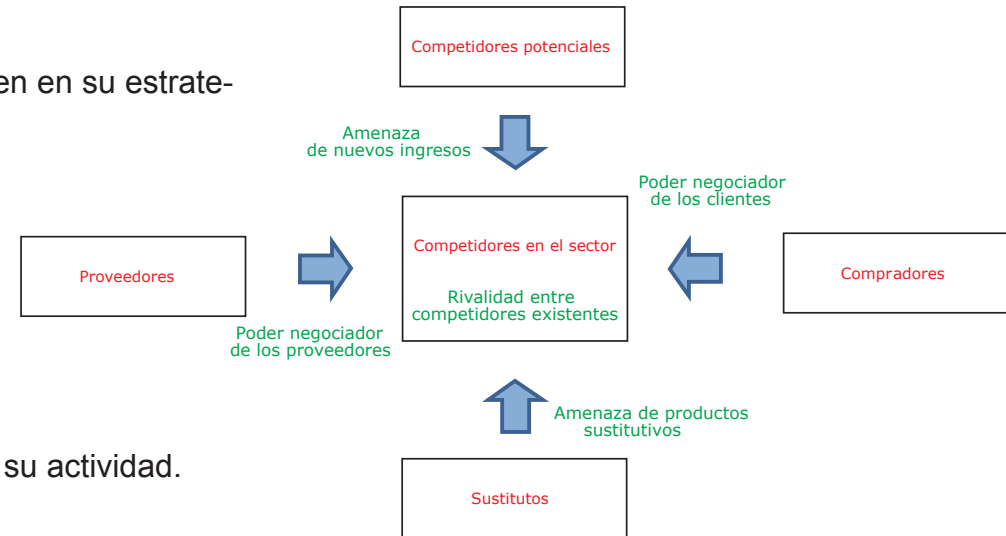 Competidores potenciales
en en su estrate-
Amenaza
de nuevos ingresos
Poder negociador
de los clientes
Competidores en el sector
Proveedores
Compradores
Rivalidad entre
competidores existentes
Poder negociador
de los proveedores
Amenaza de productos
sustitutivos
su actividad.
Sustitutos